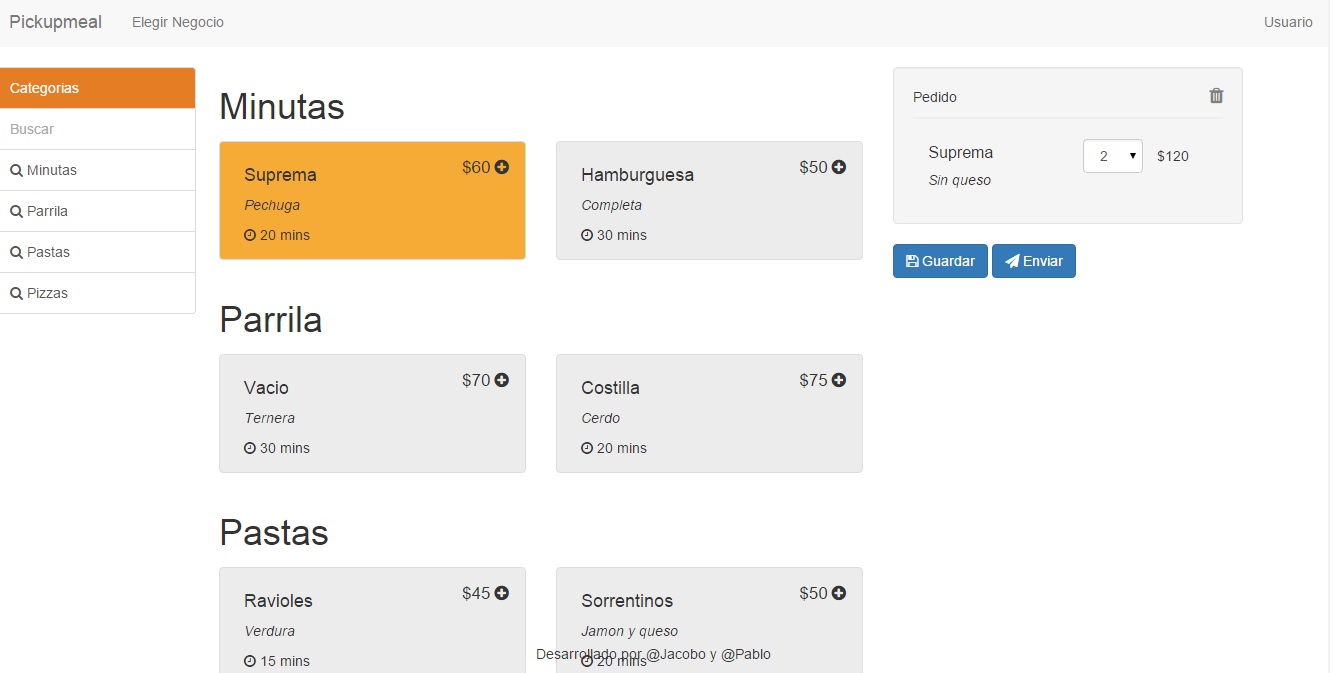 Pickupmeal Elegir Negocio Usuario
Categorias
Buscar
Minutas
Parrila
Pastas
Pizzas
Minutas
Suprema $60
Pechuga
20 mins
Hamburguesa $50
Completa
30 mins
Parrila
Vacio $70
Ternera
30 mins
Costilla $75
Cerdo
20 mins
Pastas
Ravioles $45
Verdura
15 mins
Sorrentinos $50
Jamon y queso
20 mins
Pedido
Suprema 2 $120
Sin queso
Guardar Enviar
Desarrollado por @Jacobo y @Pablo